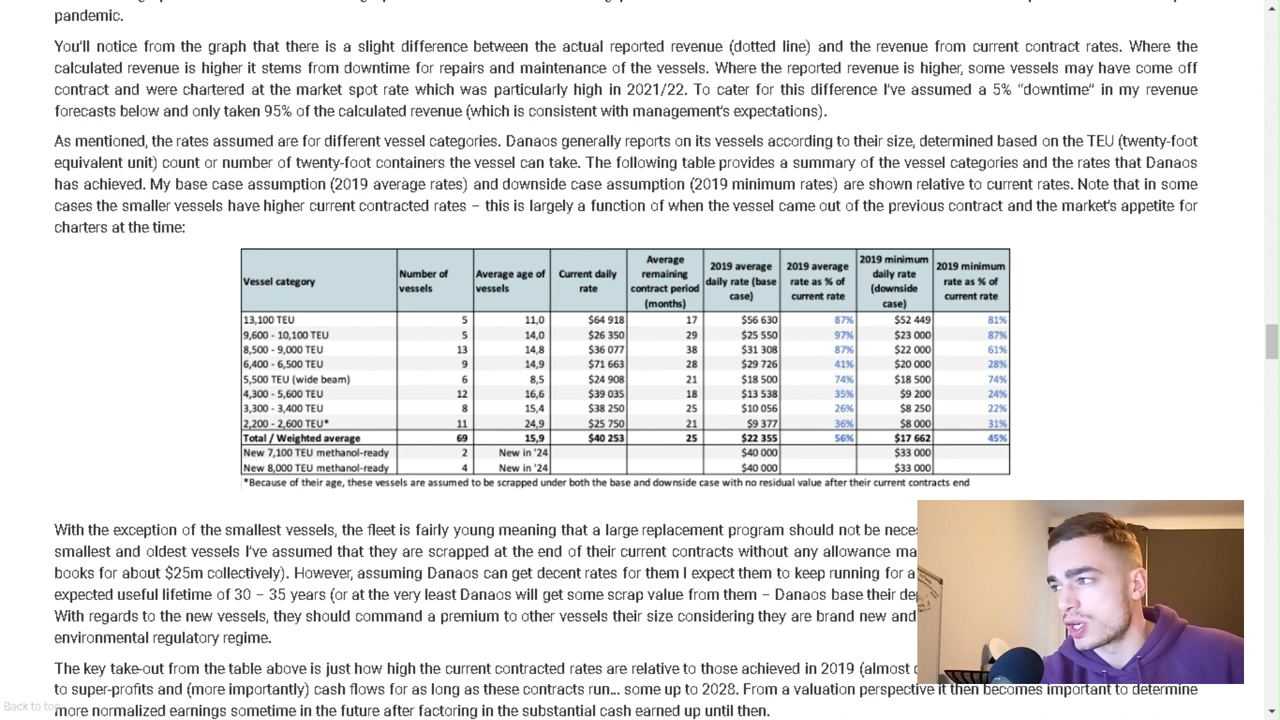 pandemic.
You'll notice from the graph that there is a slight difference between the actual reported revenue (dotted line) and the revenue from current contract rates. Where the
calculated revenue is higher it stems from downtime for repairs and maintenance of the vessels. Where the reported revenue is higher, some vessels may have come off
contract and were chartered at the market spot rate which was particularly high in 2021/22. To cater for this difference I've assumed a 5% "downtime" in my revenue
forecasts below and only taken 95% of the calculated revenue (which is consistent with management's expectations).
As mentioned, the rates assumed are for different vessel categories. Danaos generally reports on its vessels according to their size, determined based on the TEU (twenty-foot
equivalent unit) count or number of twenty-foot containers the vessel can take. The following table provides a summary of the vessel categories and the rates that Danaos
has achieved. My base case assumption (2019 average rates) and downside case assumption (2019 minimum rates) are shown relative to current rates. Note that in some
cases the smaller vessels have higher current contracted rates – this is largely a function of when the vessel came out of the previous contract and the market's appetite for
charters at the time:
Vessel category Number of vessels Average age of vessels Current daily rate Average remaining contract period (months) 2019 average daily rate (base case) 2019 average rate as % of current rate 2019 minimum daily rate (downside case) 2019 minimum rate as % of current rate
13,100 TEU 5 11,0 $64 918 17 $56 630 87% $52 449 81%
9,600 - 10,100 TEU 5 14,0 $26 350 29 $25 550 97% $23 000 87%
8,500 - 9,000 TEU 13 14,8 $36 077 38 $31 308 87% $22 000 61%
6,400 - 6,500 TEU 9 14,9 $71 663 28 $29 726 41% $20 000 28%
5,500 TEU (wide beam) 6 8,5 $24 908 21 $18 500 74% $18 500 74%
4,300 - 5,600 TEU 12 16,6 $39 035 18 $13 538 35% $9 200 24%
3,300 - 3,400 TEU 8 15,4 $38 250 25 $10 056 26% $8 250 22%
2,200 - 2,600 TEU* 11 24,9 $25 750 21 $9 377 36% $8 000 31%
Total / Weighted average 69 15,9 $40 253 25 $22 355 56% $17 662 45%
New 7,100 TEU methanol-ready 2 New in '24 $40 000 $33 000
New 8,000 TEU methanol-ready 4 New in '24 $40 000 $33 000
*Because of their age, these vessels are assumed to be scrapped under both the base and downside case with no residual value after their current contracts end
With the exception of the smallest vessels, the fleet is fairly young meaning that a large replacement program should not be
smallest and oldest vessels I've assumed that they are scrapped at the end of their current contracts without any allowance
books for about $25m collectively). However, assuming Danaos can get decent rates for them I expect them to keep running for a
expected useful lifetime of 30 – 35 years (or at the very least Danaos will get some scrap value from them – Danaos base their
With regards to the new vessels, they should command a premium to other vessels their size considering they are brand new and
environmental regulatory regime.
The key take-out from the table above is just how high the current contracted rates are relative to those achieved in 2019 (almost
to super-profits and (more importantly) cash flows for as long as these contracts run... some up to 2028. From a valuation perspective it then becomes important to determine
more normalized earnings sometime in the future after factoring in the substantial cash earned up until then.
Back to top